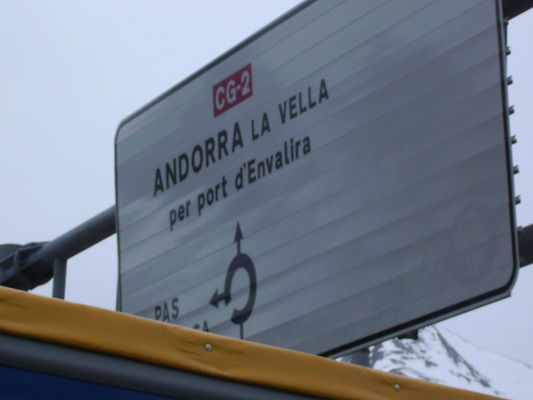 CG-2
ANDORRA LA VELLA
per port d'Envalira
PAS